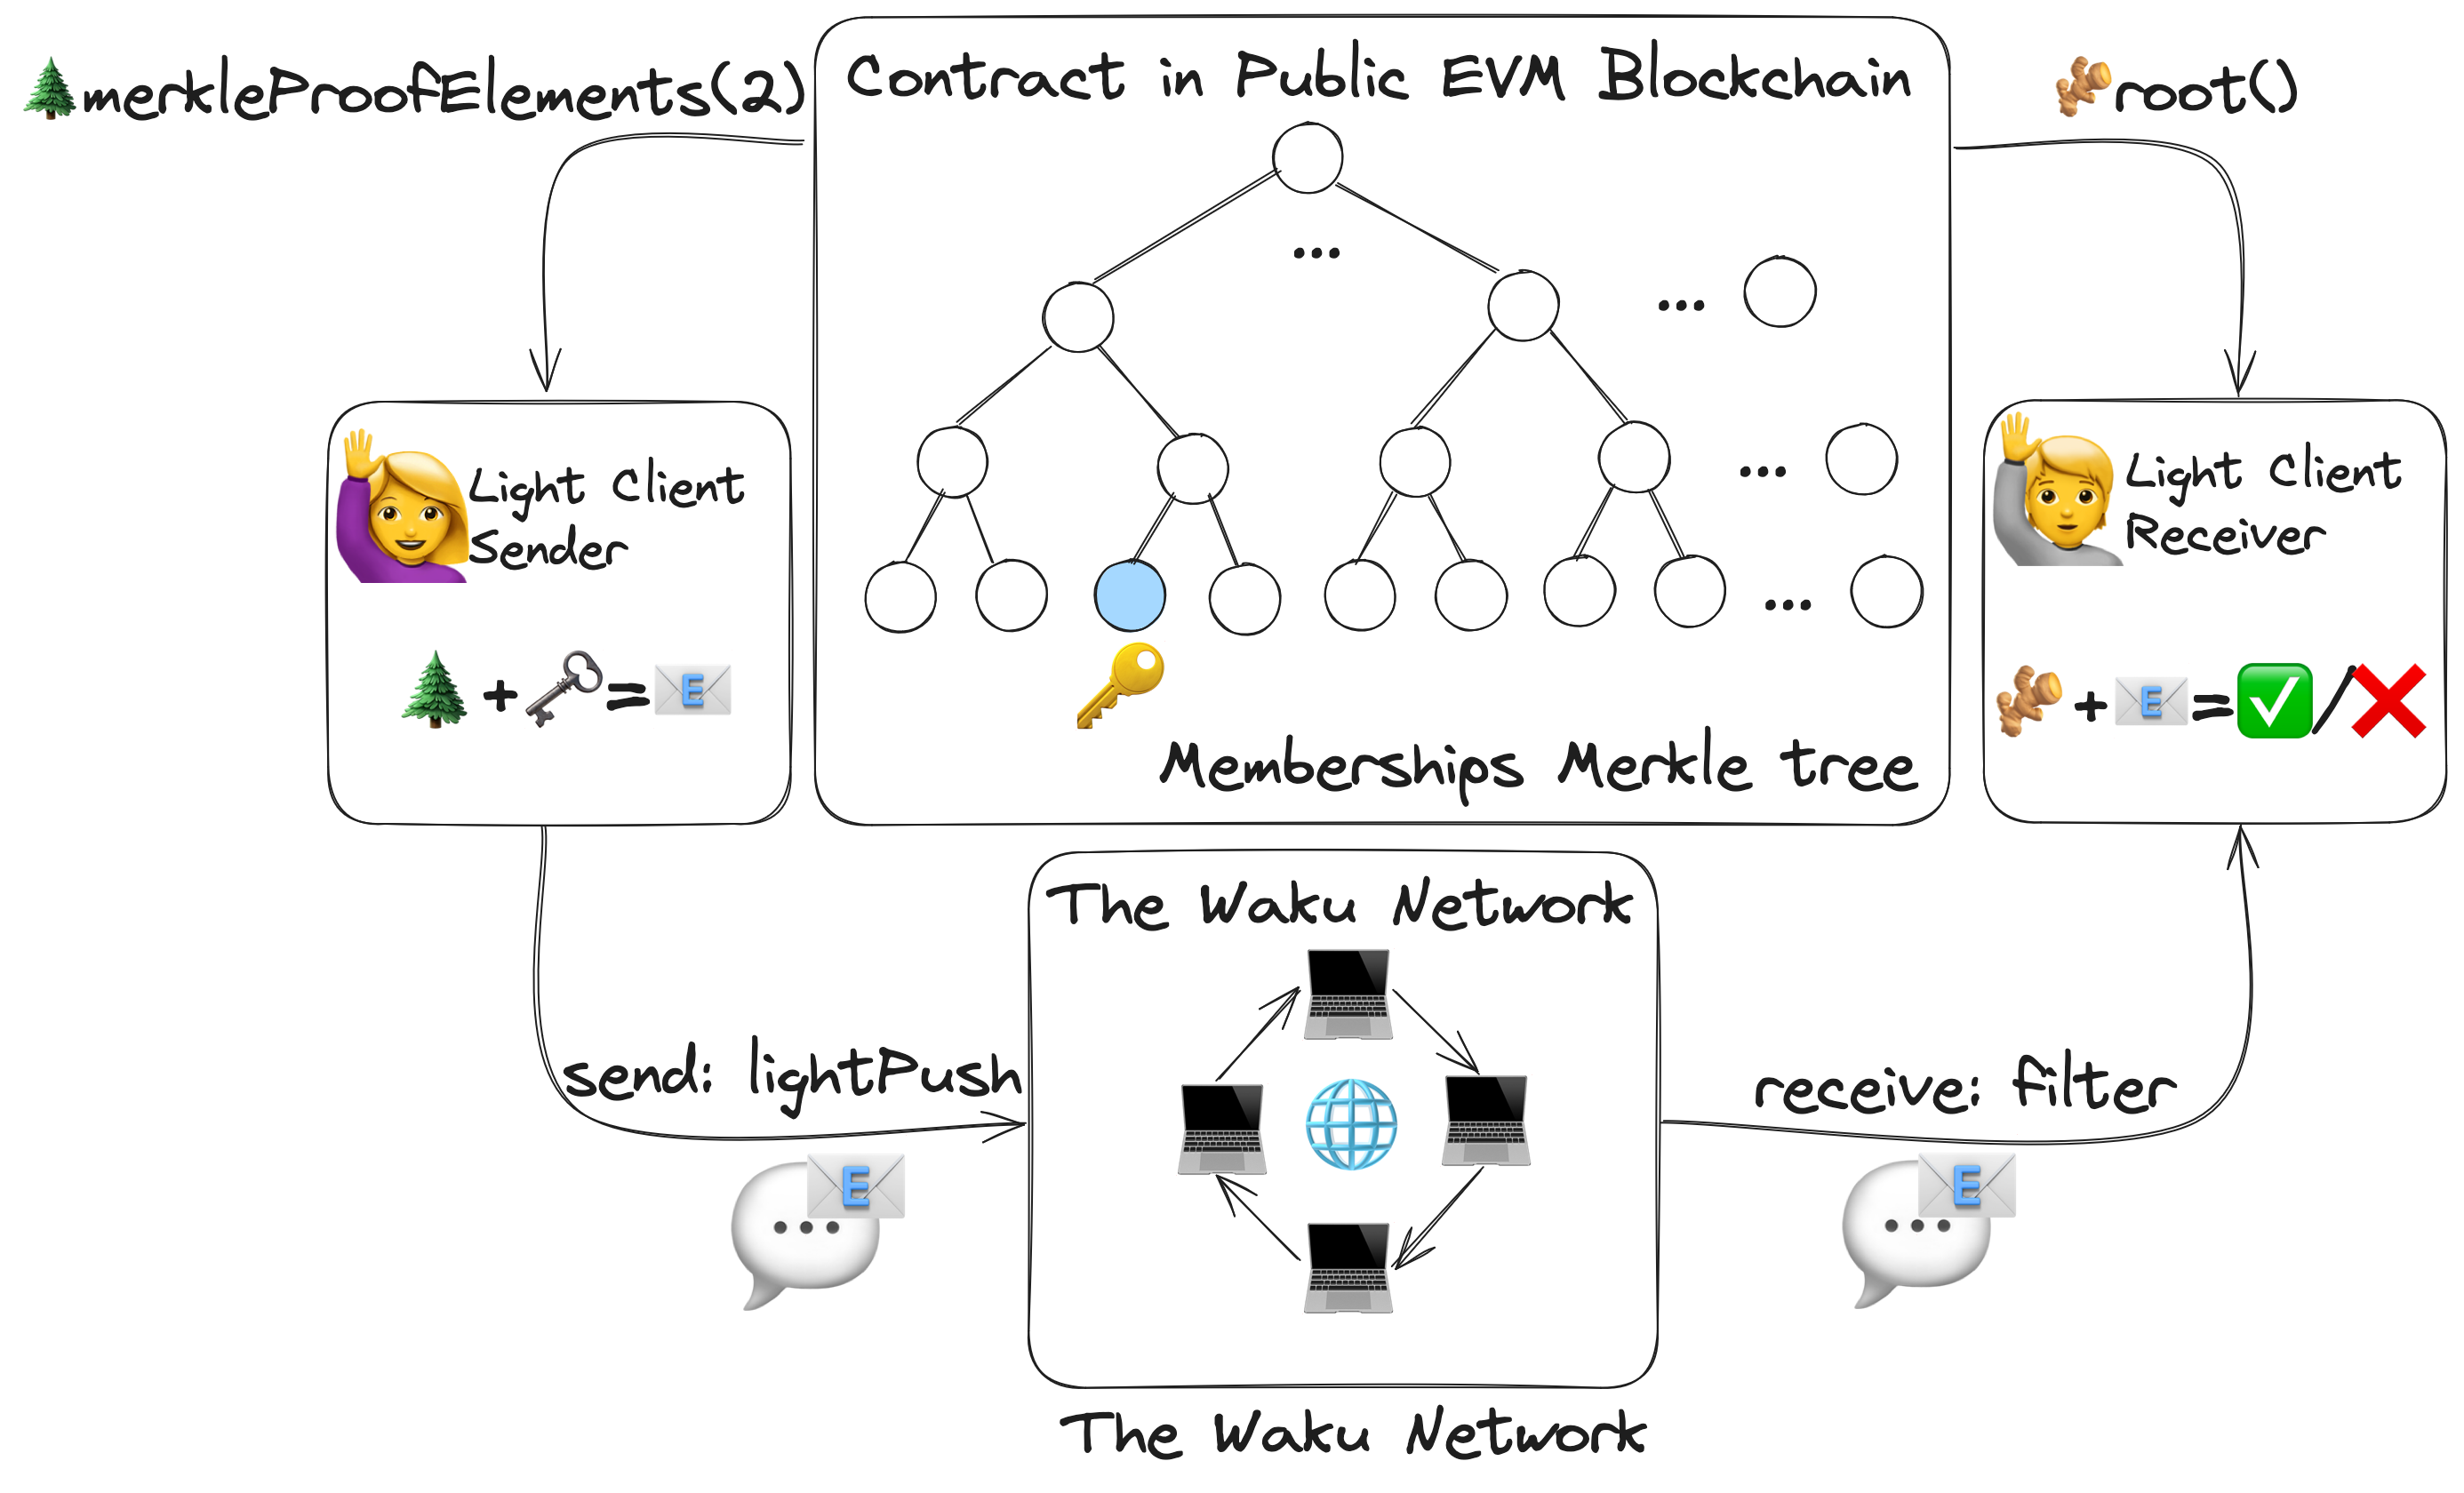 merkleProofElements(2)
Contract in Public EVM Blockchain
root()
...
...
...
...
Light Client
Sender
+ =
E
Light Client
Receiver
+ = /
E
Memberships Merkle tree
The Waku Network
send: lightPush
receive: filter
E
E
The Waku Network